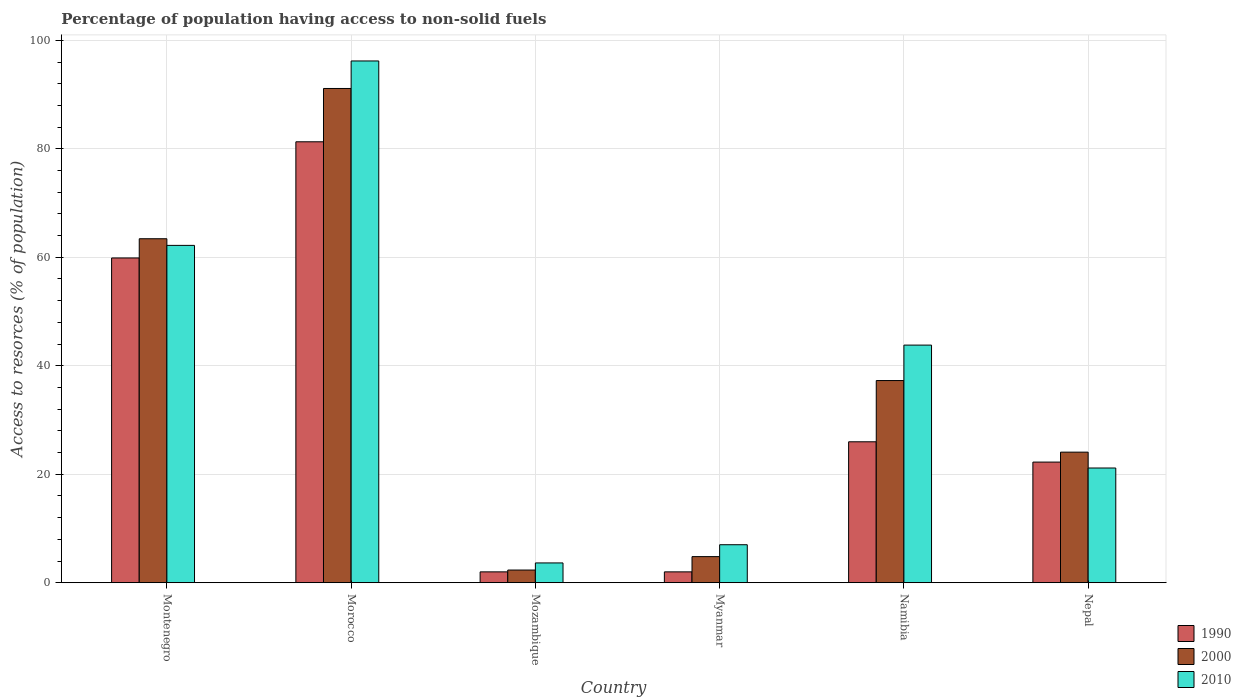 Percentage of population having access to non-solid fuels
Access to resorces (% of population)
100
80
60
40
20
0
Montenegro
Morocco
Mozambique
Myanmar
Namibia
Nepal
Country
1990
2000
2010